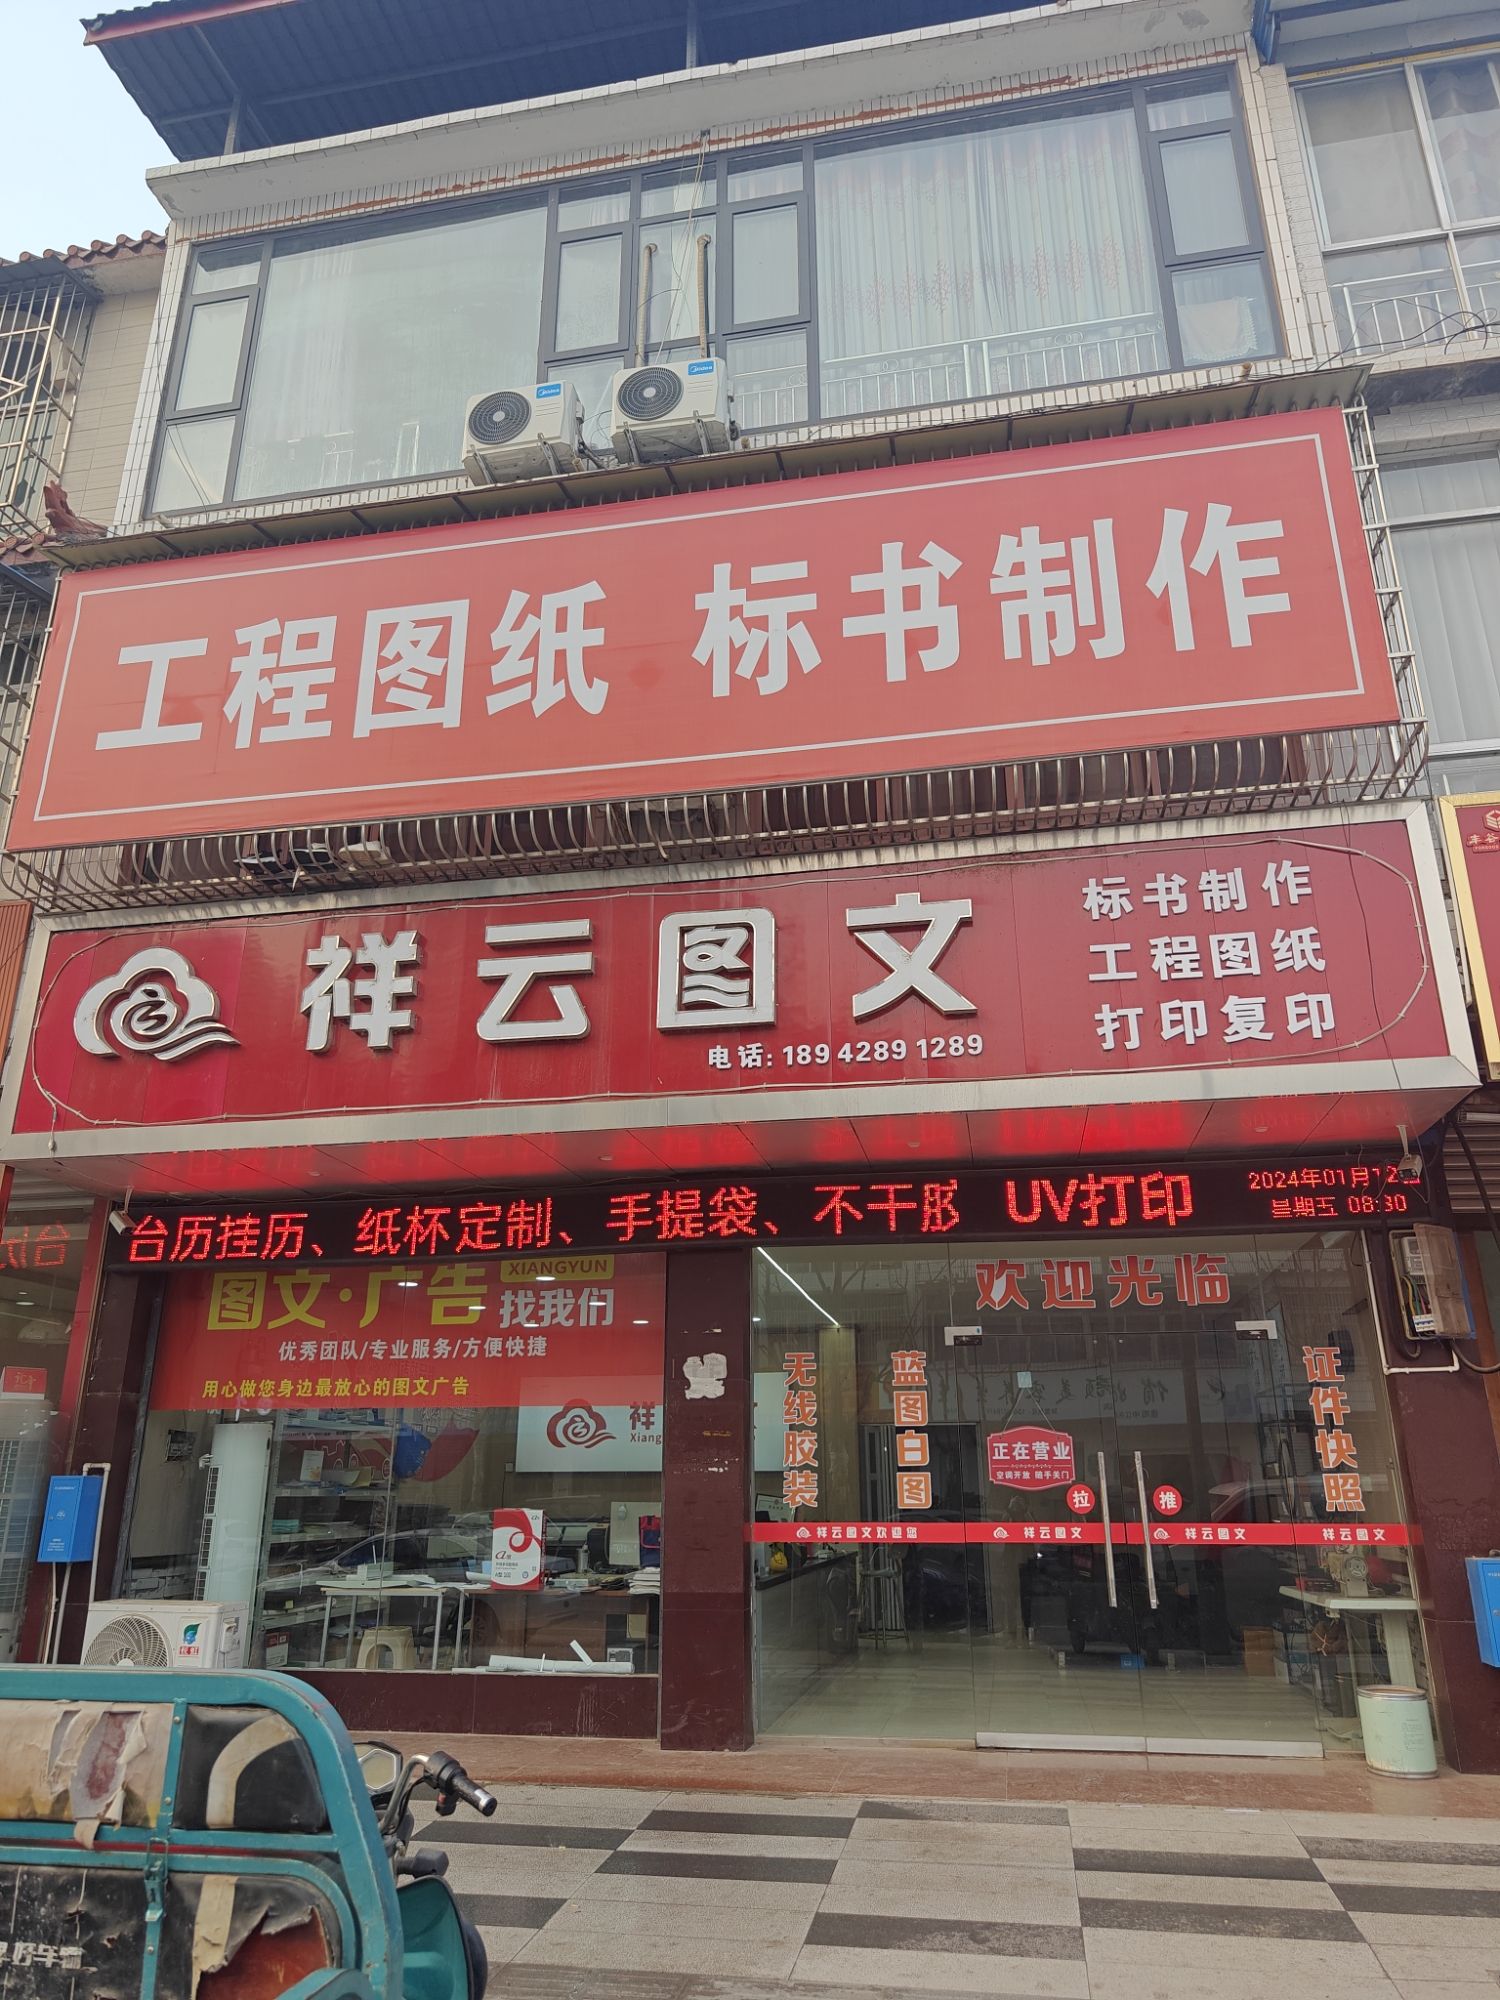 Midea
Midea
工程图纸 标书制作
祥云图文
电话: 18942891289
标书制作
工程图纸
打印复印
台历挂历、纸杯定制、手提袋、不干胶
UV打印
2024年01月12
星期五 08:30
图文·广告
XIANGYUN
找我们
优秀团队/专业服务/方便快捷
用心做您身边最放心的图文广告
祥
Xiang
欢迎光临
无线胶装
蓝图白图
证件快照
正在营业
空调开放 随手关门
拉
推
祥云图文欢迎您
祥云图文
祥云图文
祥云图文